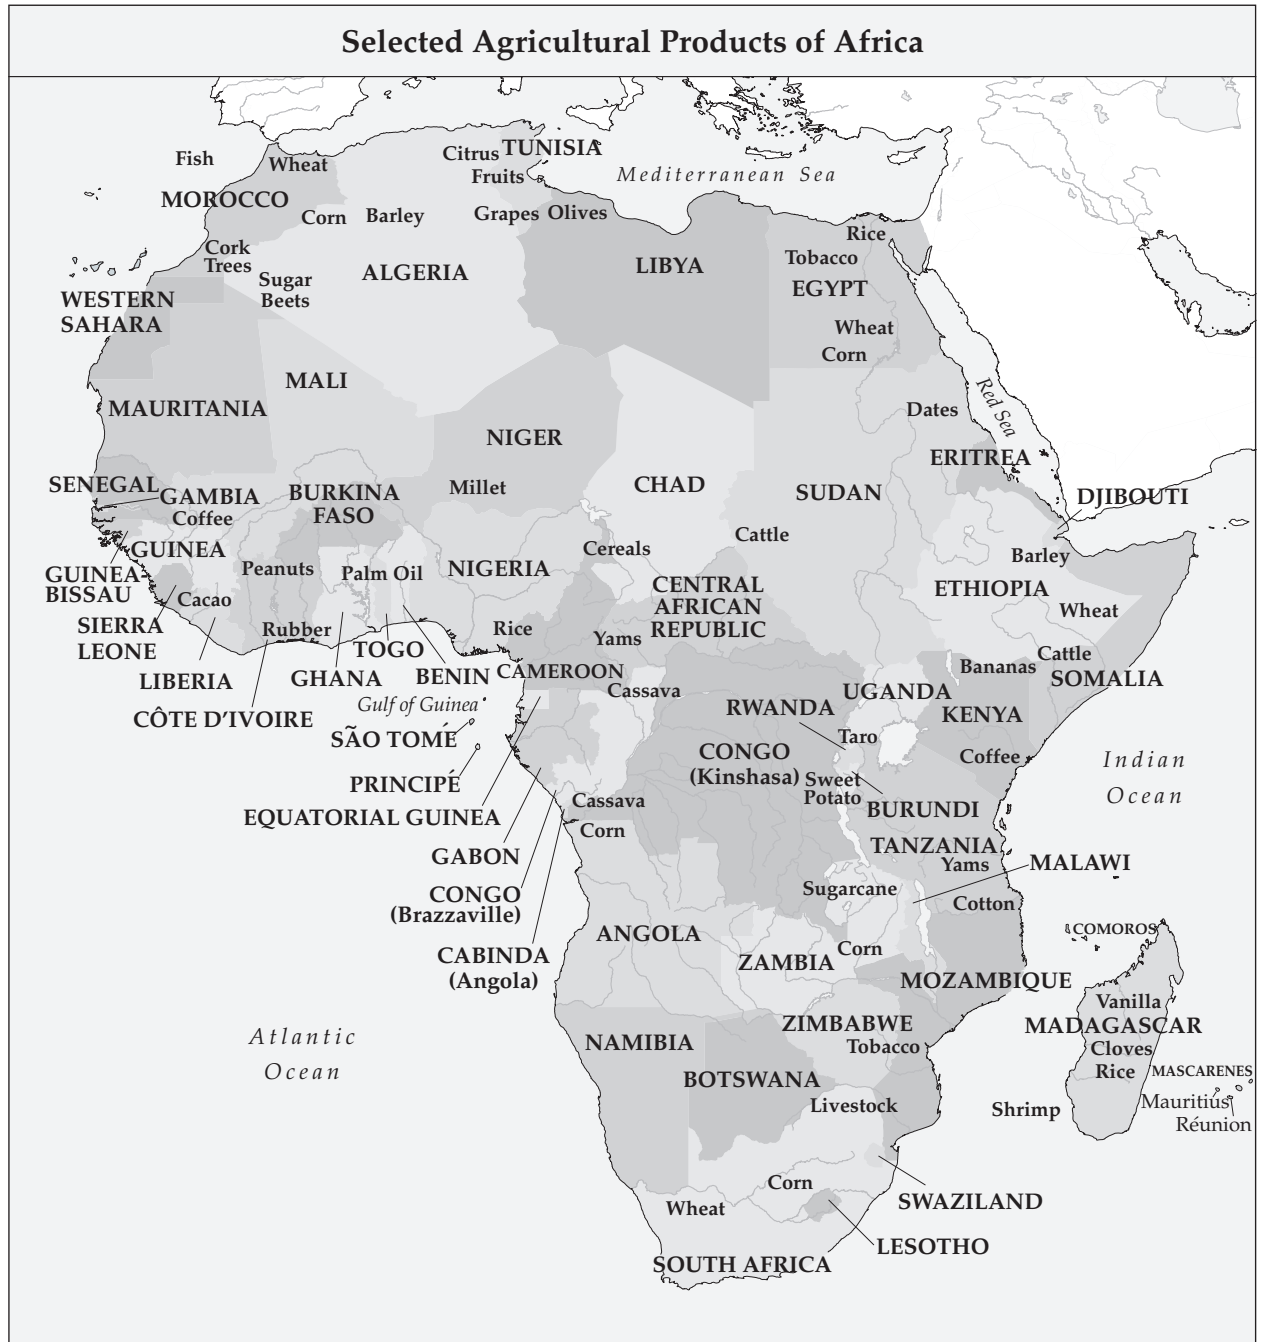 Selected Agricultural Products of Africa
Fish
Wheat
Citrus
Fruits
TUNISIA
Mediterranean Sea
MOROCCO
Corn
Barley
Grapes
Olives
Cork
Trees
Sugar
Beets
ALGERIA
LIBYA
Rice
Tobacco
EGYPT
Wheat
Corn
WESTERN
SAHARA
MALI
MAURITANIA
NIGER
Dates
Red Sea
ERITREA
SENEGAL
GAMBIA
Coffee
BURKINA
FASO
Millet
CHAD
SUDAN
DJIBOUTI
GUINEA
Peanuts
Palm Oil
NIGERIA
Cereals
Cattle
Barley
ETHIOPIA
Wheat
GUINEA-
BISSAU
Cacao
CENTRAL
AFRICAN
REPUBLIC
SIERRA
LEONE
Rubber
TOGO
Rice
Yams
Cattle
Bananas
SOMALIA
LIBERIA
GHANA
BENIN
CAMEROON
Cassava
UGANDA
CÔTE D'IVOIRE
Gulf of Guinea
RWANDA
KENYA
SÃO TOMÉ
Taro
CONGO
(Kinshasa)
Coffee
Indian
Ocean
PRINCIPÉ
Sweet
Potato
BURUNDI
EQUATORIAL GUINEA
Cassava
Corn
GABON
TANZANIA
Yams
MALAWI
CONGO
(Brazzaville)
Sugarcane
Cotton
CABINDA
(Angola)
ANGOLA
ZAMBIA
Corn
COMOROS
MOZAMBIQUE
Vanilla
MADAGASCAR
Cloves
Rice
MASCARENES
Mauritius
Réunion
Atlantic
Ocean
NAMIBIA
ZIMBABWE
Tobacco
BOTSWANA
Livestock
Shrimp
Corn
Wheat
SWAZILAND
LESOTHO
SOUTH AFRICA